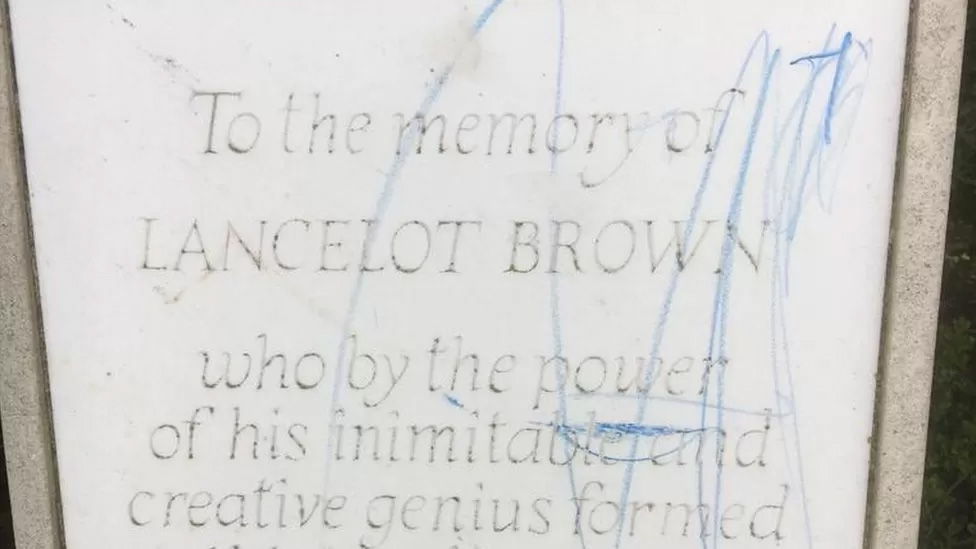 To the memory of
LANCELOT BROWN
who by the power
of his inimitable and
creative genius formed